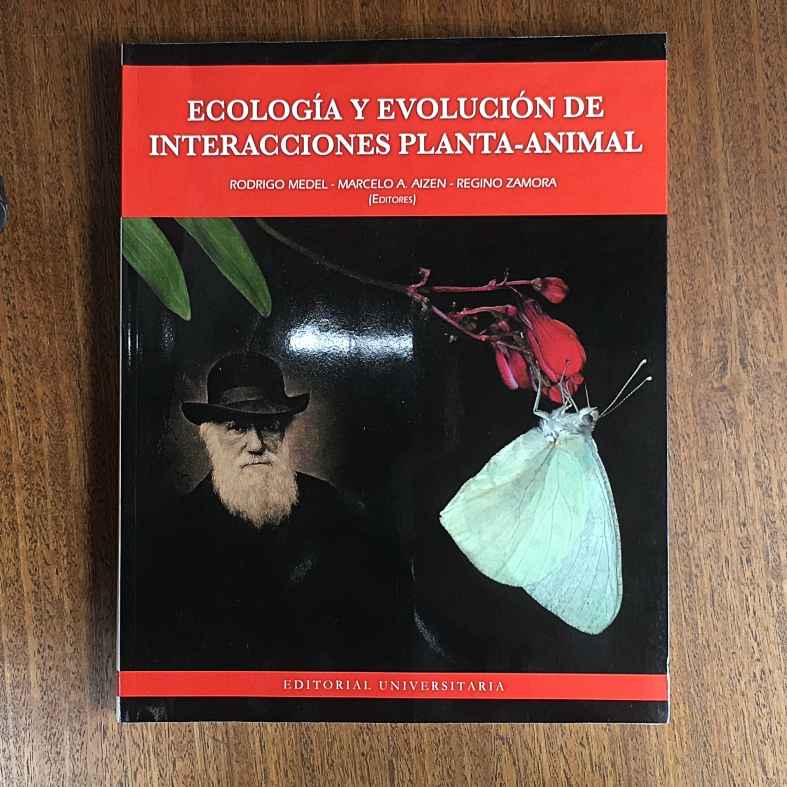 ECOLOGÍA Y EVOLUCIÓN DE
INTERACCIONES PLANTA-ANIMAL
RODRIGO MEDEL - MARCELO A. AIZEN - REGINO ZAMORA
(EDITORES)
EDITORIAL UNIVERSITARIA